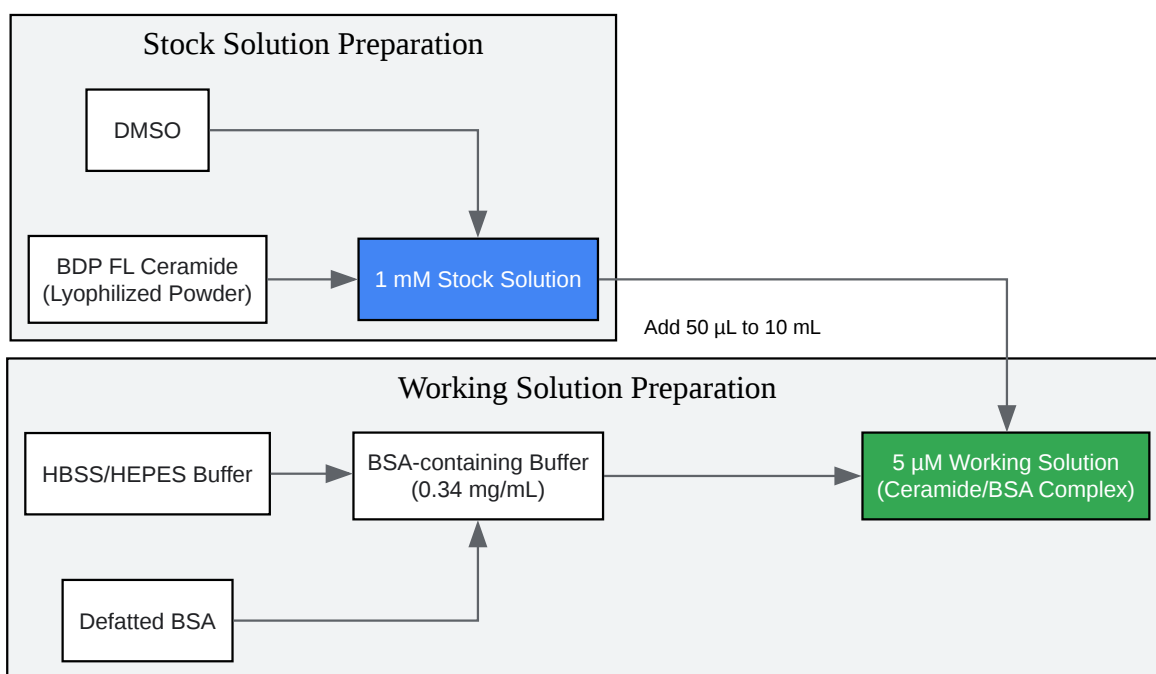 Stock Solution Preparation
DMSO
BDP FL Ceramide
(Lyophilized Powder)
1 mM Stock Solution
Add 50 µL to 10 mL
Working Solution Preparation
HBSS/HEPES Buffer
BSA-containing Buffer
(0.34 mg/mL)
5 µM Working Solution
(Ceramide/BSA Complex)
Defatted BSA